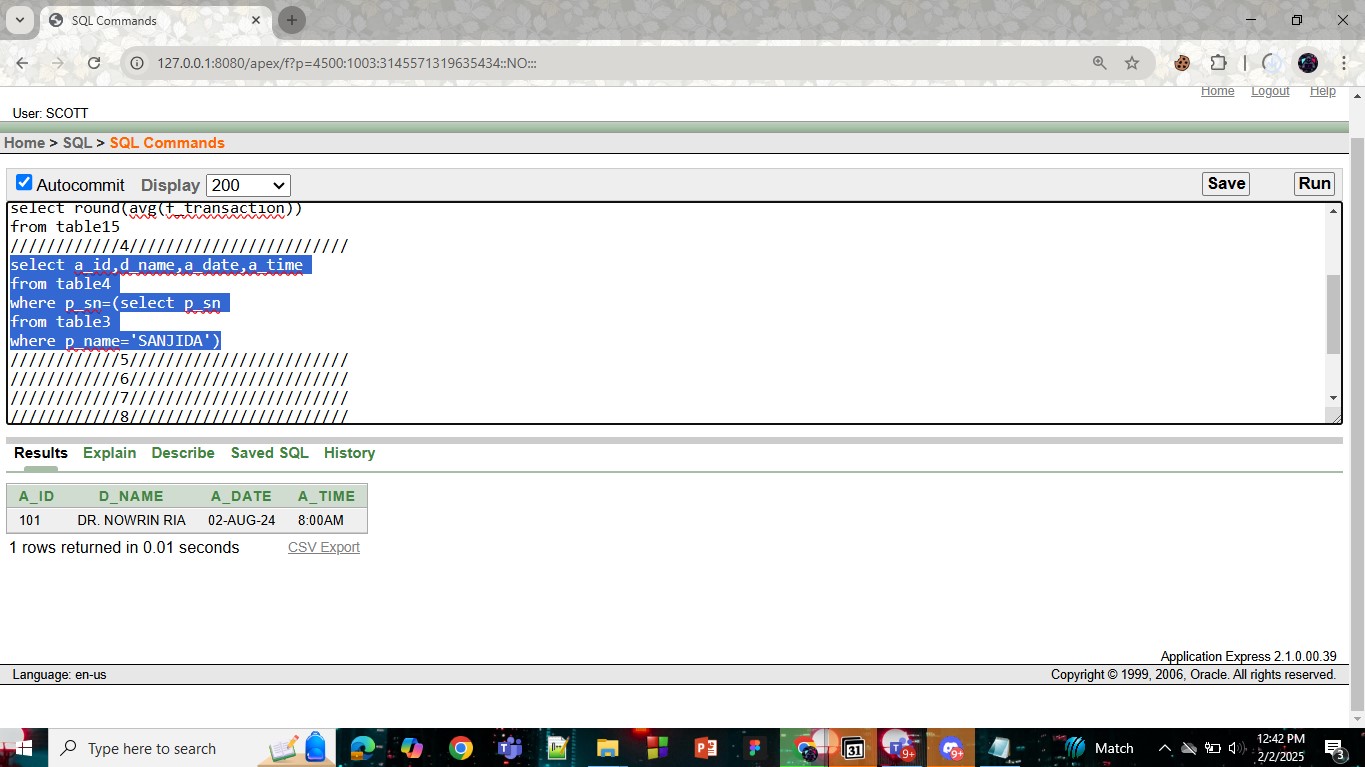 SQL Commands
127.0.0.1:8080/apex/f?p=4500:1003:3145571319635434::NO:::
Home Logout Help
User: SCOTT
Home > SQL > SQL Commands
Autocommit Display 200 Save Run
select round(avg(f_transaction))
from table15
////////////4////////////////////////
select a_id,d_name,a_date,a_time
from table4
where p_sn=(select p_sn
from table3
where p_name='SANJIDA')
////////////5////////////////////////
////////////6////////////////////////
////////////7////////////////////////
////////////8////////////////////////
Results Explain Describe Saved SQL History
A_ID D_NAME A_DATE A_TIME
101 DR. NOWRIN RIA 02-AUG-24 8:00AM
1 rows returned in 0.01 seconds CSV Export
Application Express 2.1.0.00.39
Language: en-us Copyright © 1999, 2006, Oracle. All rights reserved.
Type here to search
31
9+
9+
Match
12:42 PM
2/2/2025
3